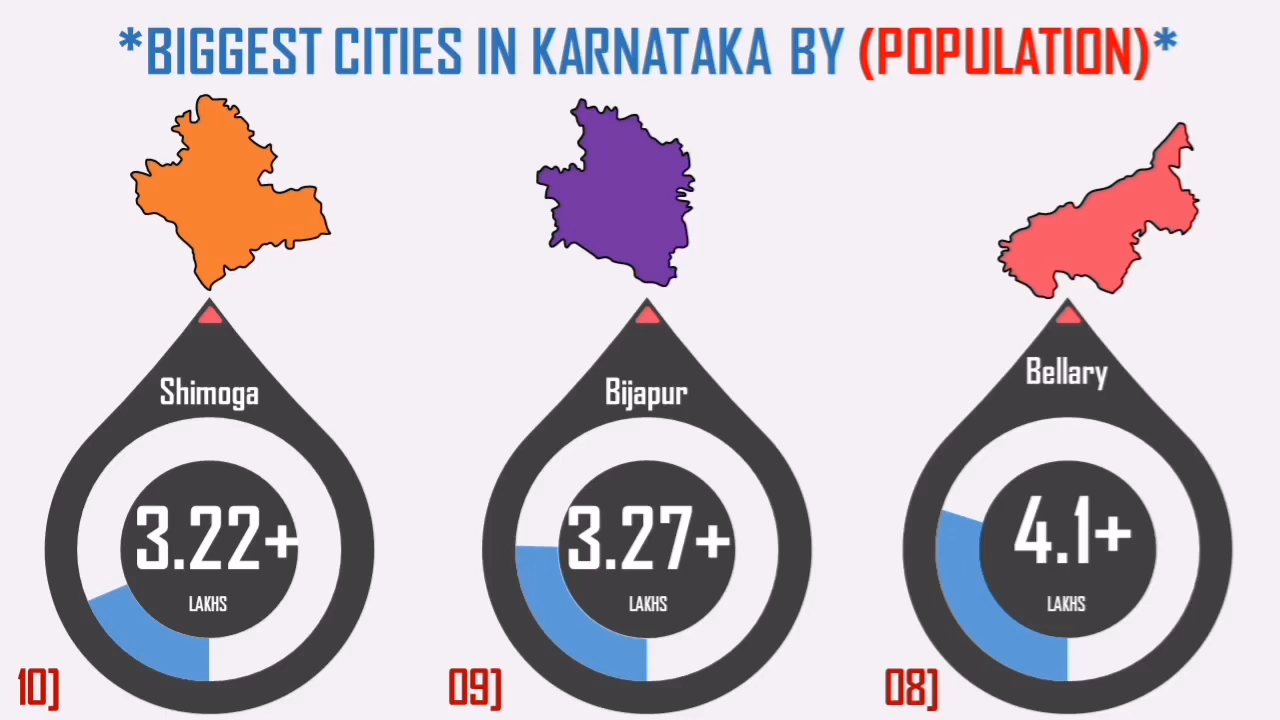 *BIGGEST CITIES IN KARNATAKA BY (POPULATION)*
Shimoga
3.22+
LAKHS
10]
Bijapur
3.27+
LAKHS
09]
Bellary
4.1+
LAKHS
08]